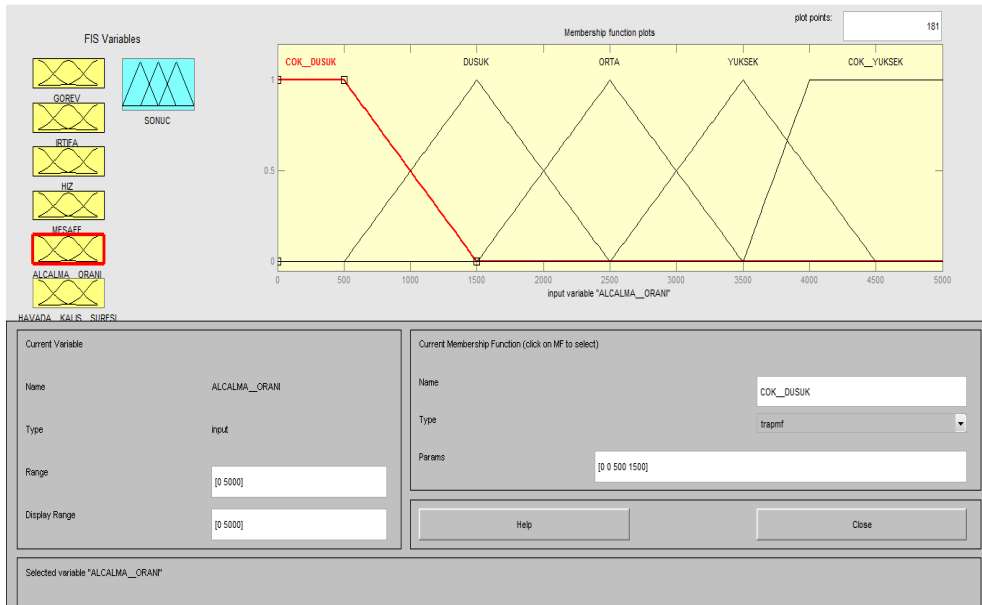 FIS Variables
GOREV
IRTIFA
HIZ
MESAFE
ALCALMA__ORANI
HAVADA__KALIS__SURESI
SONUC
plot points:
181
Membership function plots
COK__DUSUK
DUSUK
ORTA
YUKSEK
COK__YUKSEK
1
0.5
0
0 500 1000 1500 2000 2500 3000 3500 4000 4500 5000
input variable "ALCALMA__ORANI"
Current Variable
Name ALCALMA__ORANI
Type input
Range [0 5000]
Display Range [0 5000]
Current Membership Function (click on MF to select)
Name COK__DUSUK
Type trapmf
Params [0 0 500 1500]
Help
Close
Selected variable "ALCALMA__ORANI"